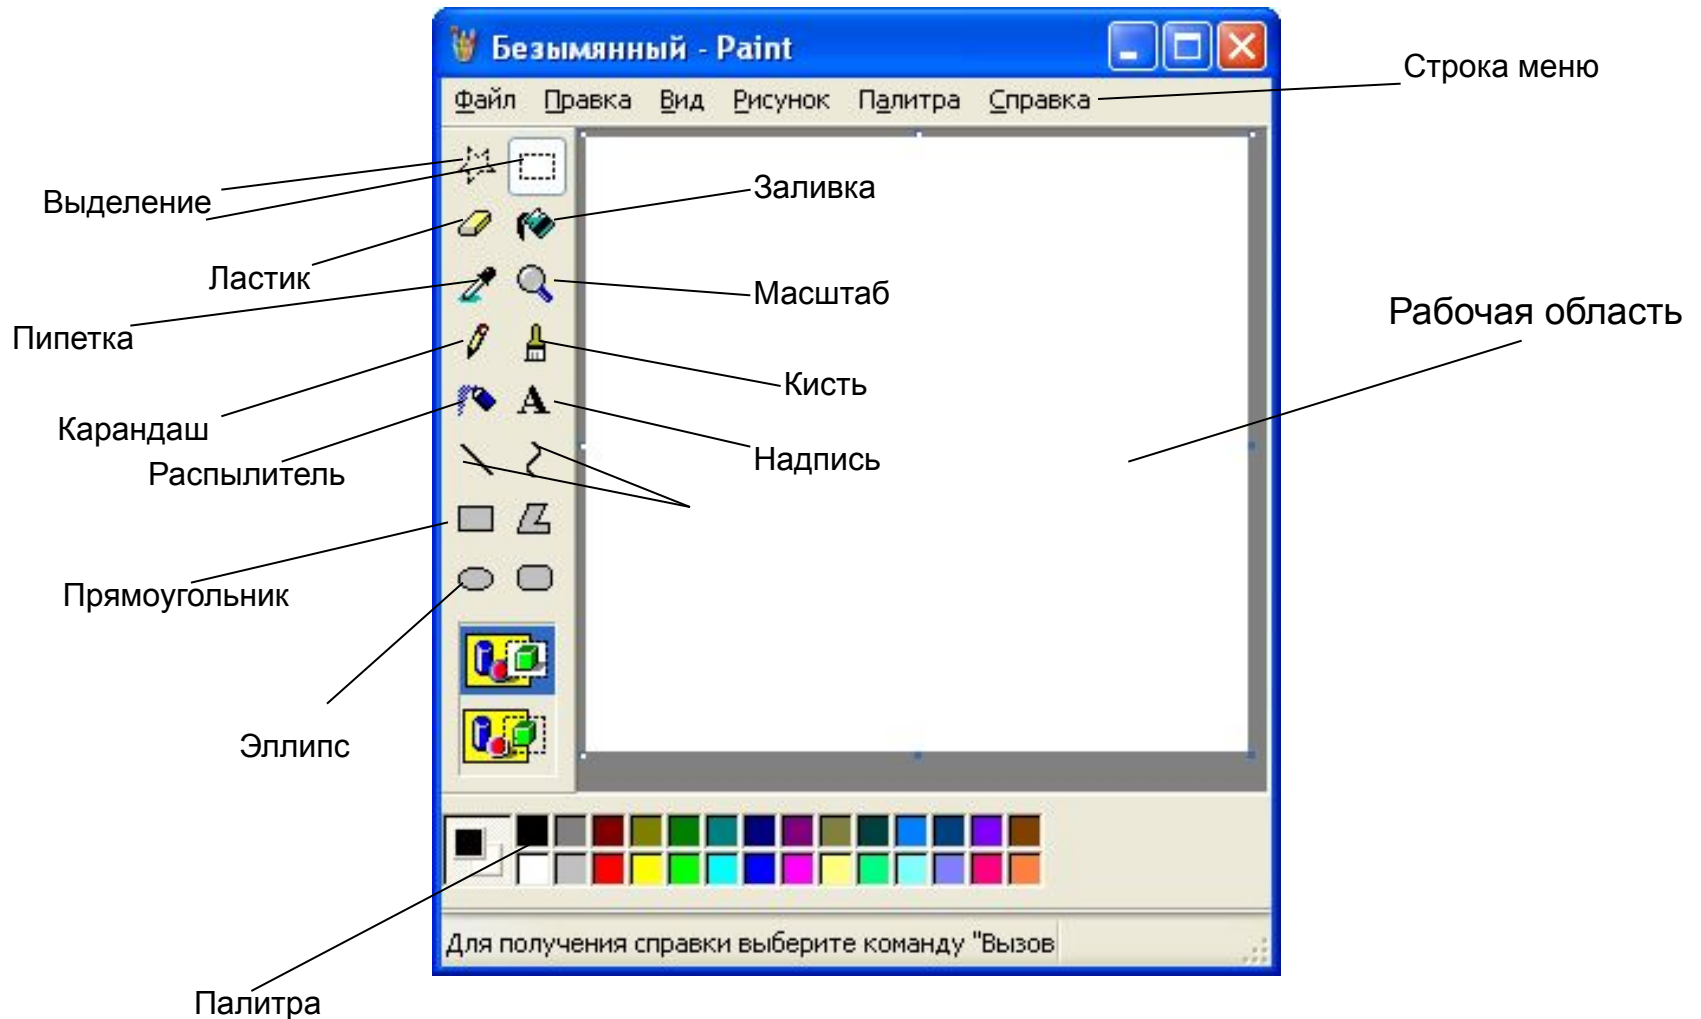 Безымянный - Paint
Строка меню
Файл Правка Вид Рисунок Палитра Справка
Выделение
Заливка
Ластик
Масштаб
Рабочая область
Пипетка
Кисть
Карандаш
A
Надпись
Распылитель
Прямоугольник
Эллипс
Для получения справки выберите команду "Вызов
Палитра